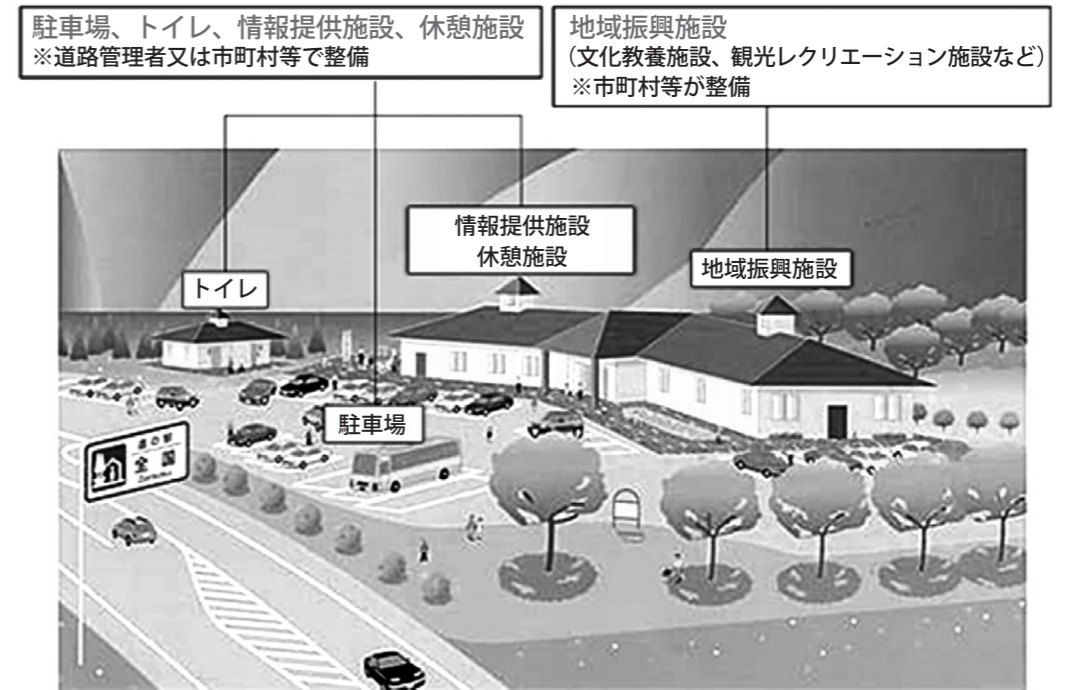 駐車場、トイレ、情報提供施設、休憩施設
※道路管理者又は市町村等で整備
地域振興施設
（文化教養施設、観光レクリエーション施設など）
※市町村等が整備
情報提供施設
休憩施設
地域振興施設
トイレ
駐車場
道の駅
全国